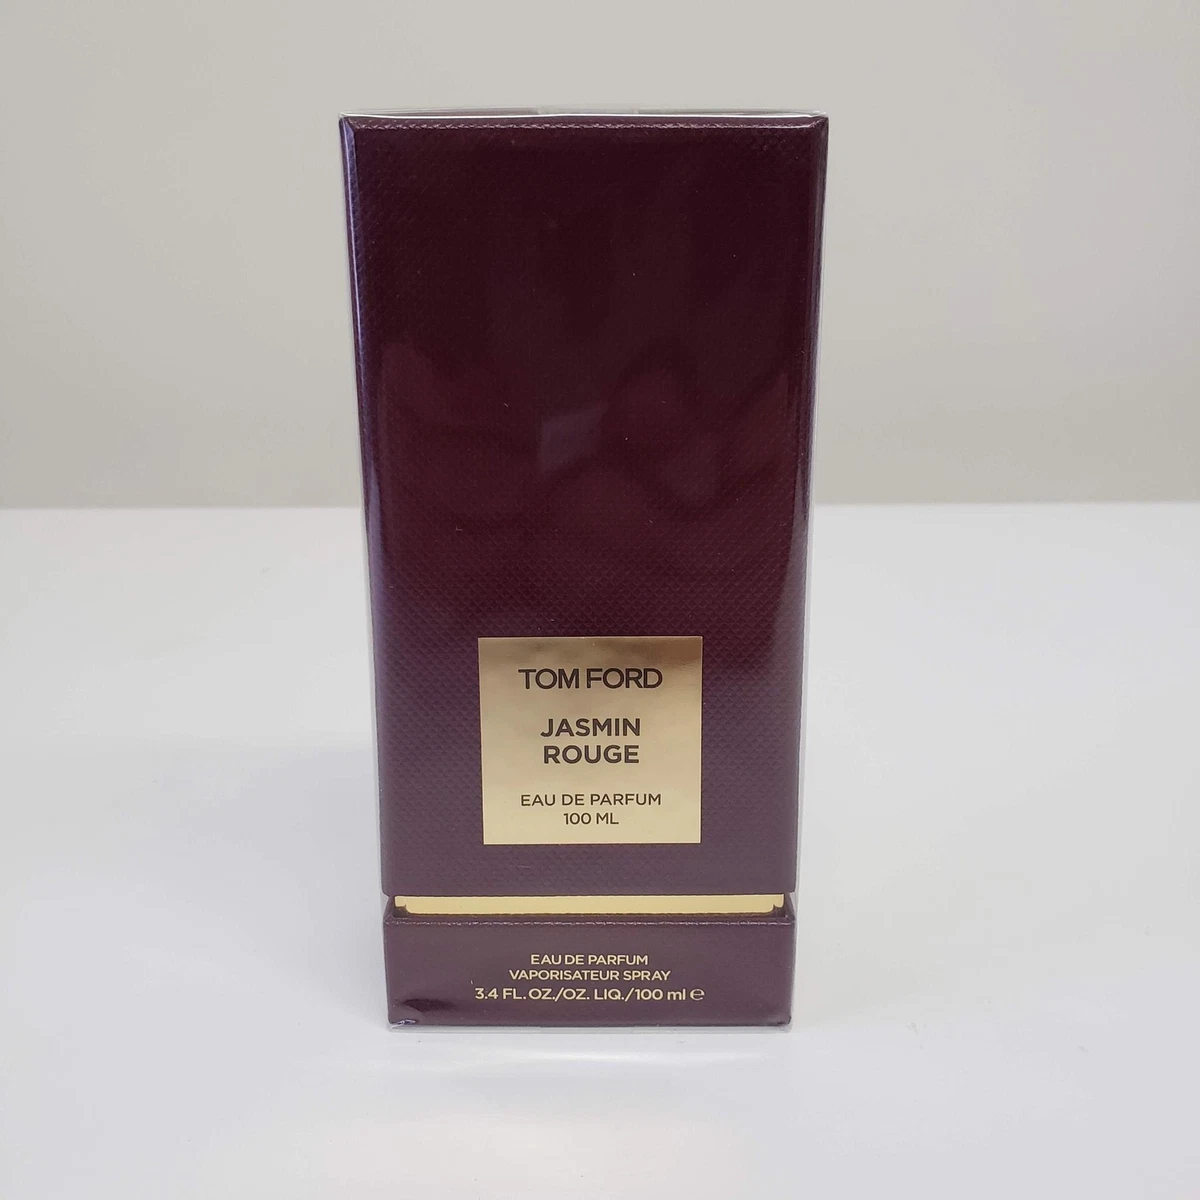 TOM FORD
JASMIN
ROUGE
EAU DE PARFUM
100 ML
EAU DE PARFUM
VAPORISATEUR SPRAY
3.4 FL. OZ./OZ. LIQ./100 ml ℮